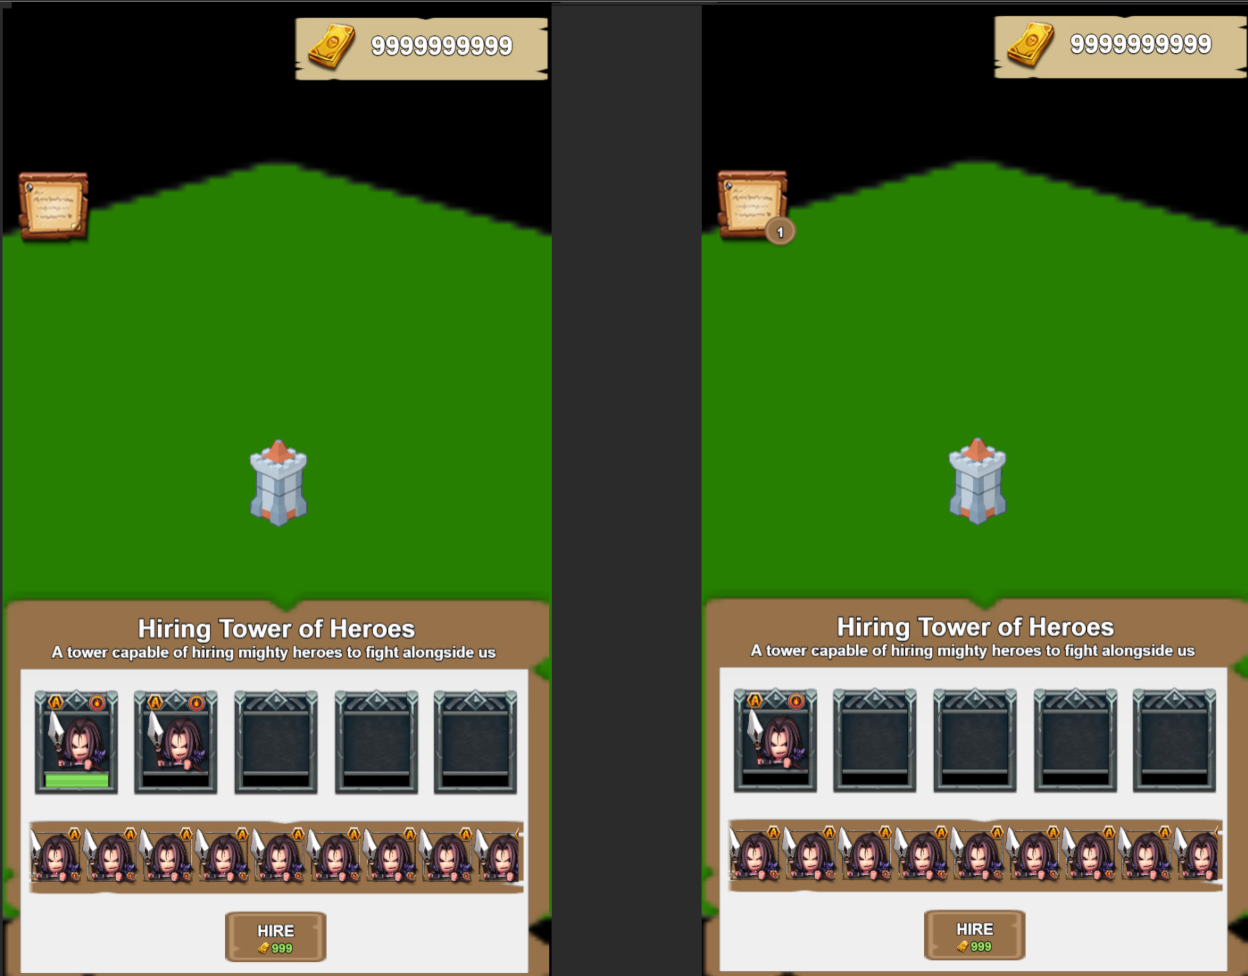 9999999999
Hiring Tower of Heroes
A tower capable of hiring mighty heroes to fight alongside us
A
A
A A A A A A A A
HIRE
999
9999999999
1
Hiring Tower of Heroes
A tower capable of hiring mighty heroes to fight alongside us
A
A A A A A A A A
HIRE
999